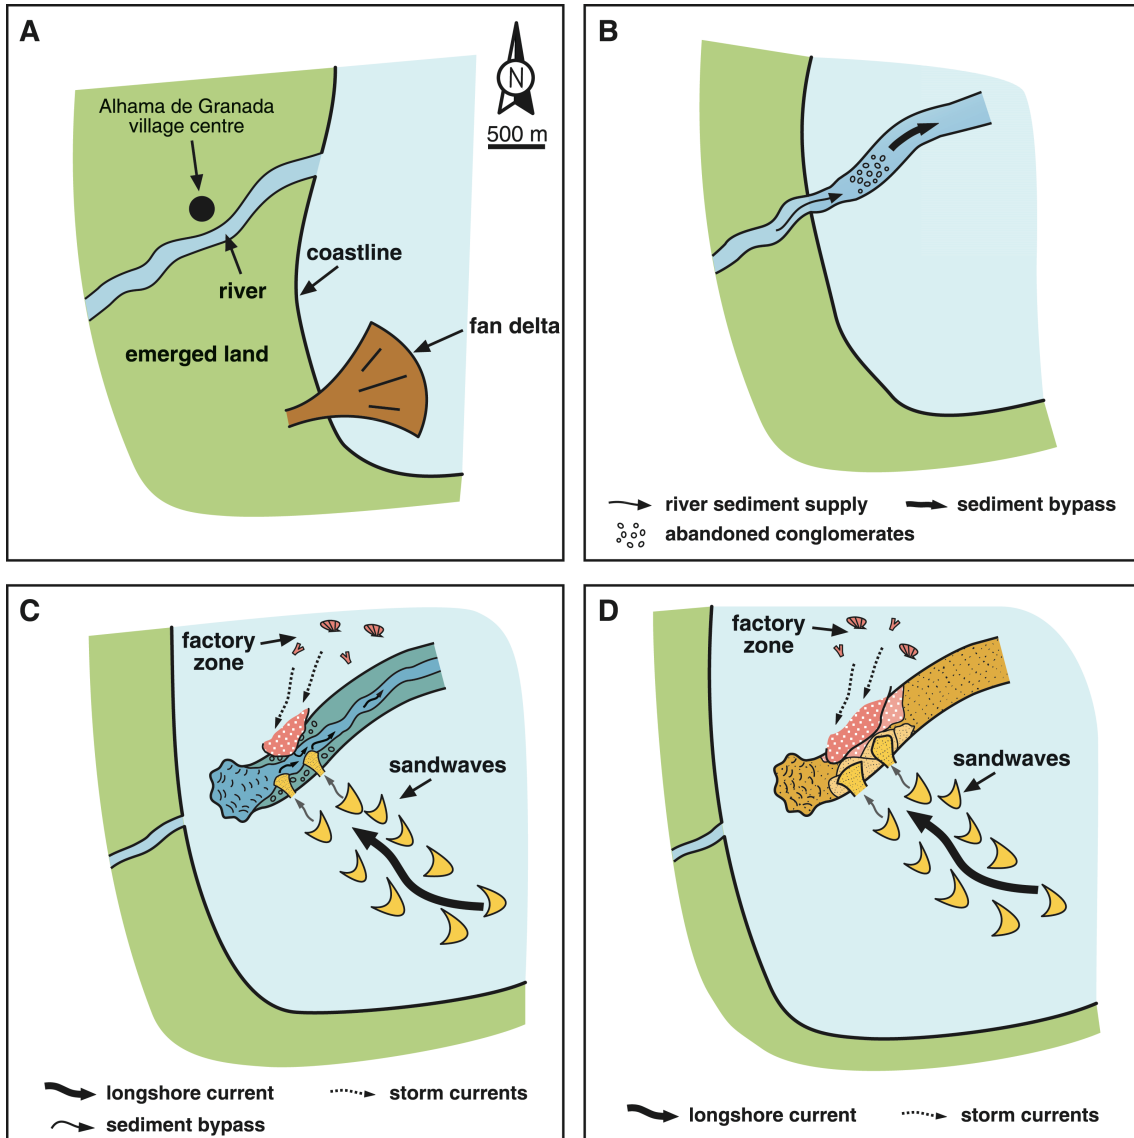 A
N
500 m
Alhama de Granada
village centre
coastline
river
fan delta
emerged land
B
river sediment supply
sediment bypass
abandoned conglomerates
C
factory
zone
sandwaves
longshore current
storm currents
sediment bypass
D
factory
zone
sandwaves
longshore current
storm currents